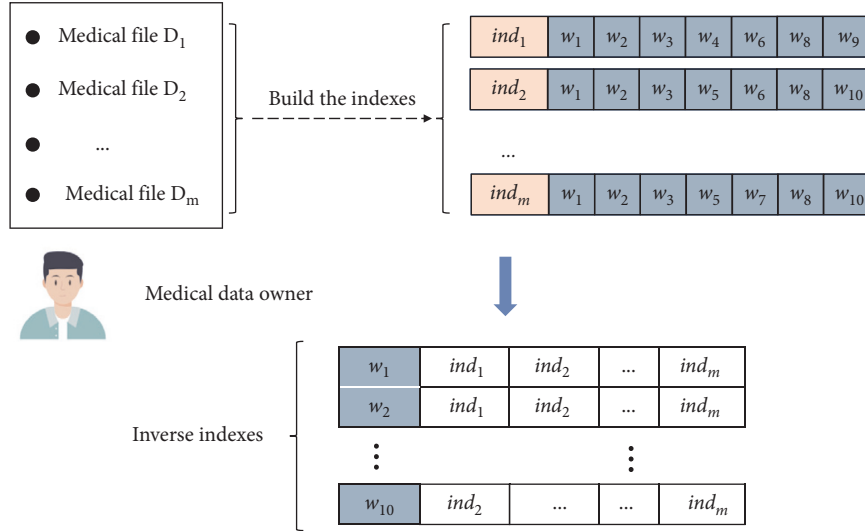 Medical file D₁
Medical file D₂
...
Medical file Dₘ
Build the indexes
ind₁ w₁ w₂ w₃ w₄ w₆ w₈ w₉
ind₂ w₁ w₂ w₃ w₅ w₆ w₈ w₁₀
...
indₘ w₁ w₂ w₃ w₅ w₇ w₈ w₁₀
Medical data owner
Inverse indexes
w₁ ind₁ ind₂ ... indₘ
w₂ ind₁ ind₂ ... indₘ
⋮ ⋮
w₁₀ ind₂ ... ... indₘ